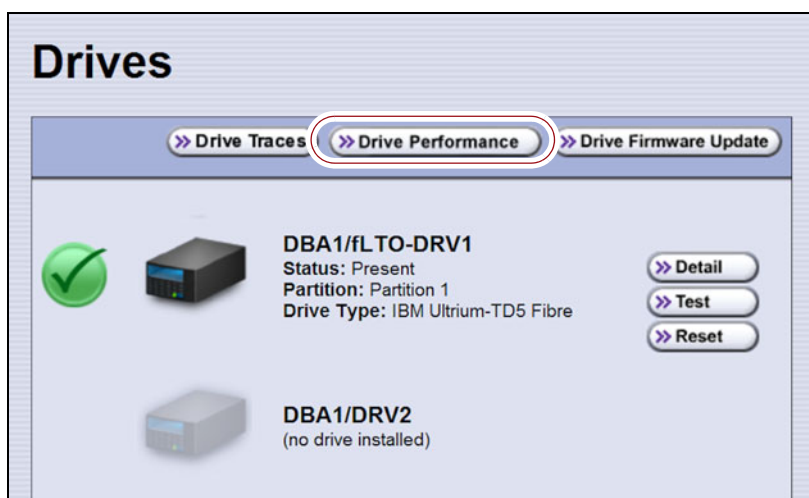 Drives
» Drive Traces » Drive Performance » Drive Firmware Update
DBA1/fLTO-DRV1
Status: Present
Partition: Partition 1
Drive Type: IBM Ultrium-TD5 Fibre
» Detail
» Test
» Reset
DBA1/DRV2
(no drive installed)